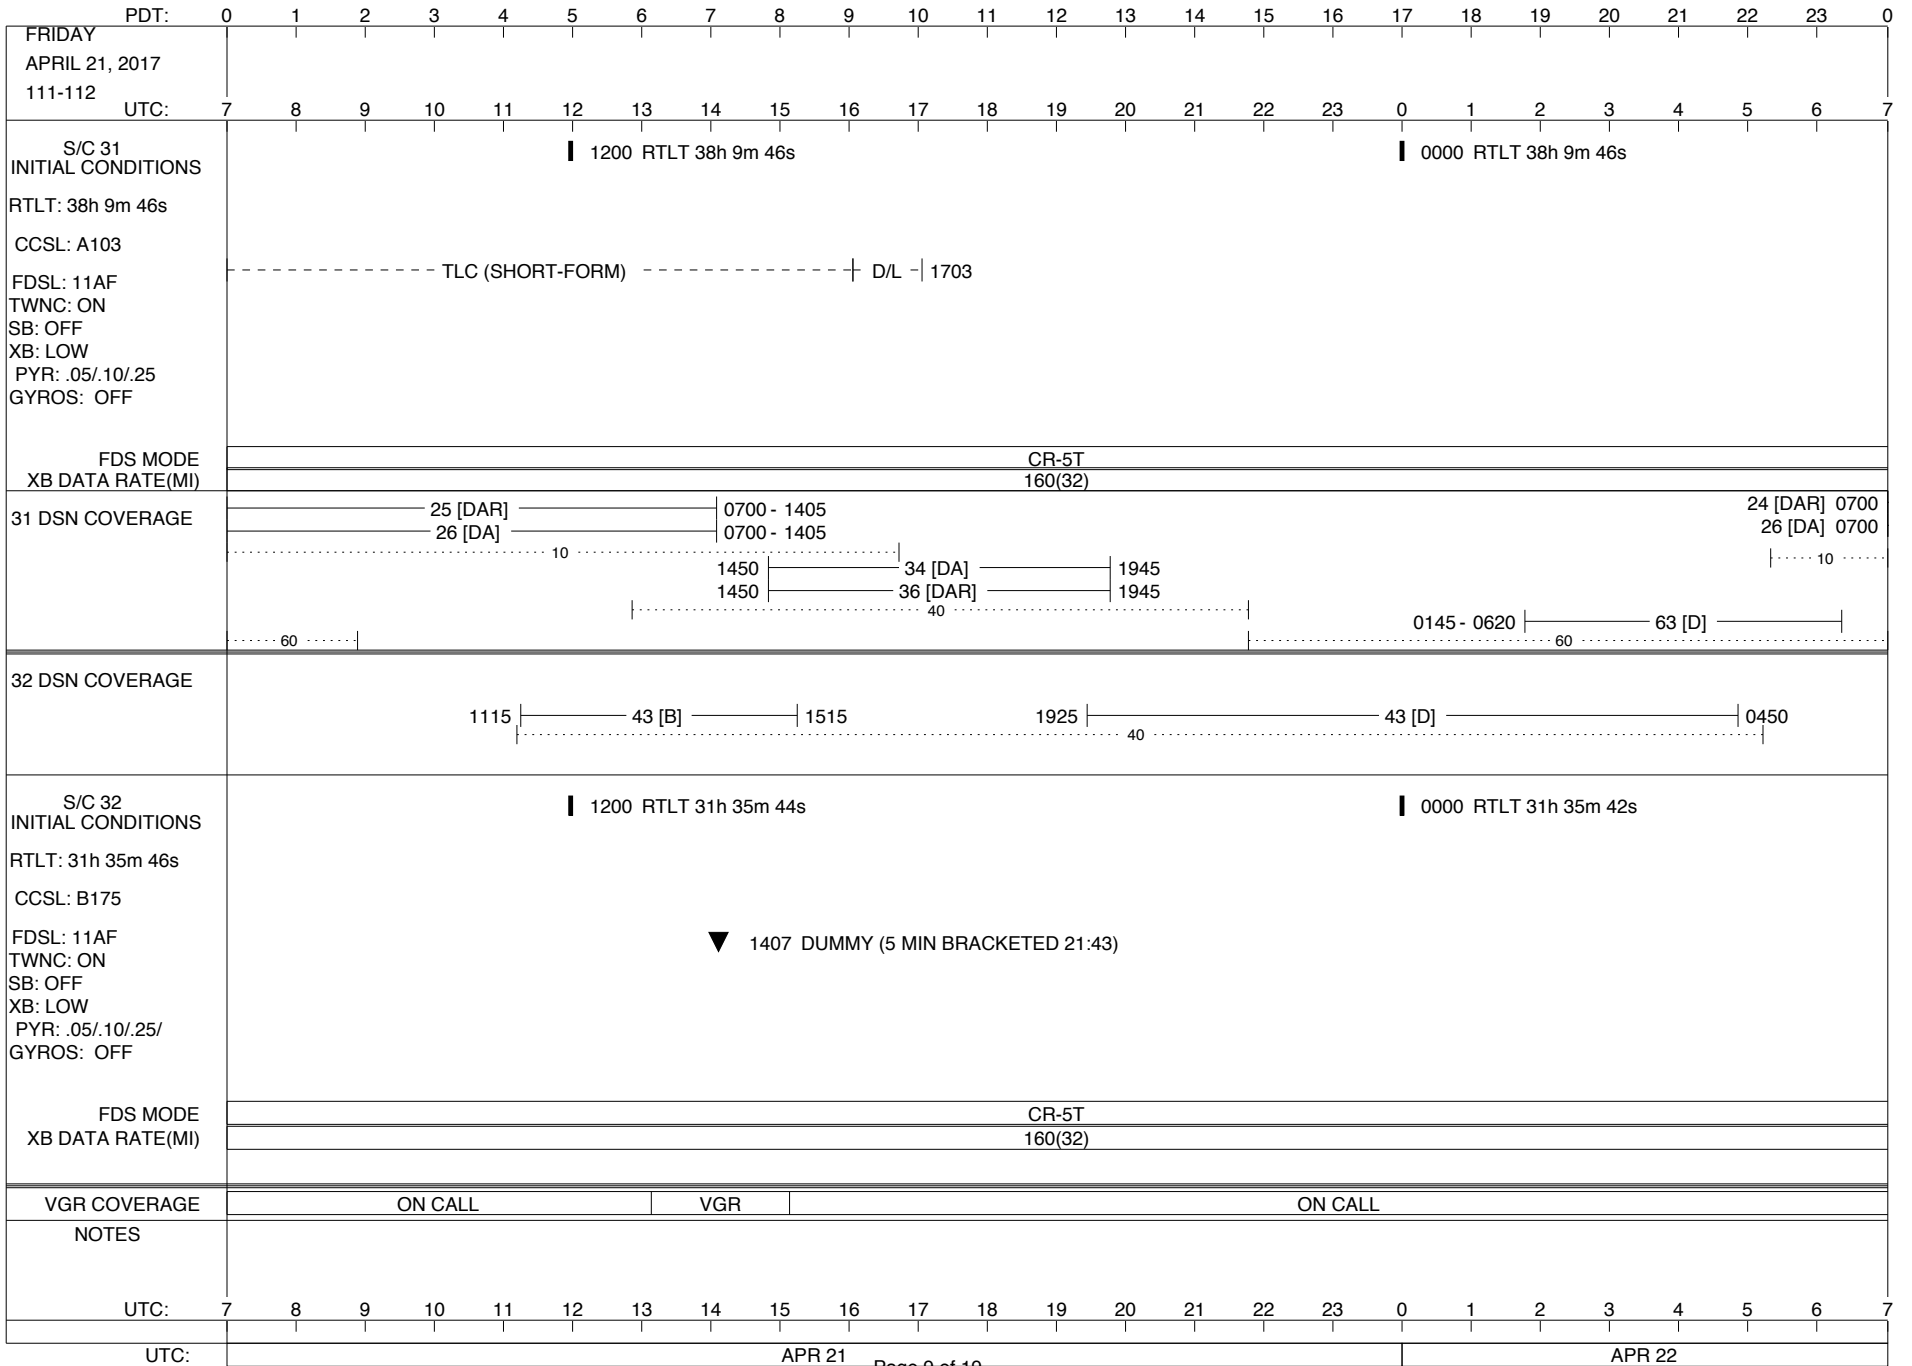 PDT: 0 1 2 3 4 5 6 7 8 9 10 11 12 13 14 15 16 17 18 19 20 21 22 23 0
FRIDAY
APRIL 21, 2017
111-112
UTC: 7 8 9 10 11 12 13 14 15 16 17 18 19 20 21 22 23 0 1 2 3 4 5 6 7
S/C 31
INITIAL CONDITIONS
1200 RTLT 38h 9m 46s
0000 RTLT 38h 9m 46s
RTLT: 38h 9m 46s
CCSL: A103
TLC (SHORT-FORM) D/L 1703
FDSL: 11AF
TWNC: ON
SB: OFF
XB: LOW
PYR: .05/.10/.25
GYROS: OFF
FDS MODE CR-5T
XB DATA RATE(MI) 160(32)
31 DSN COVERAGE
25 [DAR] 0700 - 1405
24 [DAR] 0700
26 [DA] 0700 - 1405
26 [DA] 0700
10
10
1450 34 [DA] 1945
1450 36 [DAR] 1945
40
0145 - 0620 63 [D]
60
60
32 DSN COVERAGE
1115 43 [B] 1515
1925 43 [D] 0450
40
S/C 32
INITIAL CONDITIONS
1200 RTLT 31h 35m 44s
0000 RTLT 31h 35m 42s
RTLT: 31h 35m 46s
CCSL: B175
FDSL: 11AF
1407 DUMMY (5 MIN BRACKETED 21:43)
TWNC: ON
SB: OFF
XB: LOW
PYR: .05/.10/.25/
GYROS: OFF
FDS MODE CR-5T
XB DATA RATE(MI) 160(32)
VGR COVERAGE ON CALL VGR ON CALL
NOTES
UTC: 7 8 9 10 11 12 13 14 15 16 17 18 19 20 21 22 23 0 1 2 3 4 5 6 7
UTC: APR 21 APR 22
Page 9 of 19